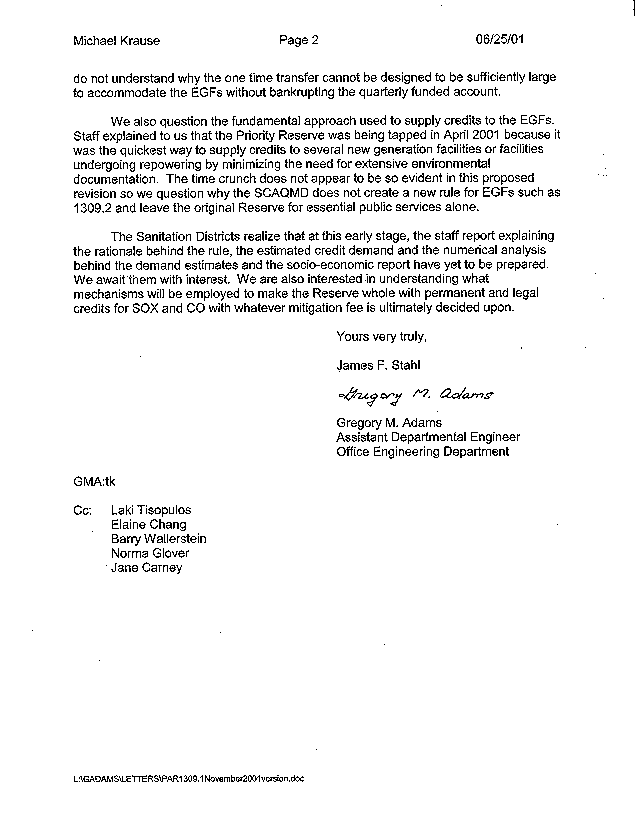 Michael Krause Page 2 06/25/01
do not understand why the one time transfer cannot be designed to be sufficiently large
to accommodate the EGFs without bankrupting the quarterly funded account.
We also question the fundamental approach used to supply credits to the EGFs.
Staff explained to us that the Priority Reserve was being tapped in April 2001 because it
was the quickest way to supply credits to several new generation facilities or facilities
undergoing repowering by minimizing the need for extensive environmental
documentation. The time crunch does not appear to be so evident in this proposed
revision so we question why the SCAQMD does not create a new rule for EGFs such as
1309.2 and leave the original Reserve for essential public services alone.
The Sanitation Districts realize that at this early stage, the staff report explaining
the rationale behind the rule, the estimated credit demand and the numerical analysis
behind the demand estimates and the socio-economic report have yet to be prepared.
We await them with interest. We are also interested in understanding what
mechanisms will be employed to make the Reserve whole with permanent and legal
credits for SOX and CO with whatever mitigation fee is ultimately decided upon.
Yours very truly,
James F. Stahl
Gregory M. Adams
Gregory M. Adams
Assistant Departmental Engineer
Office Engineering Department
GMA:tk
Cc: Laki Tisopulos
Elaine Chang
Barry Wallerstein
Norma Glover
Jane Carney
L:\GADAMS\LETTERS\PAR1309.1November2001version.doc